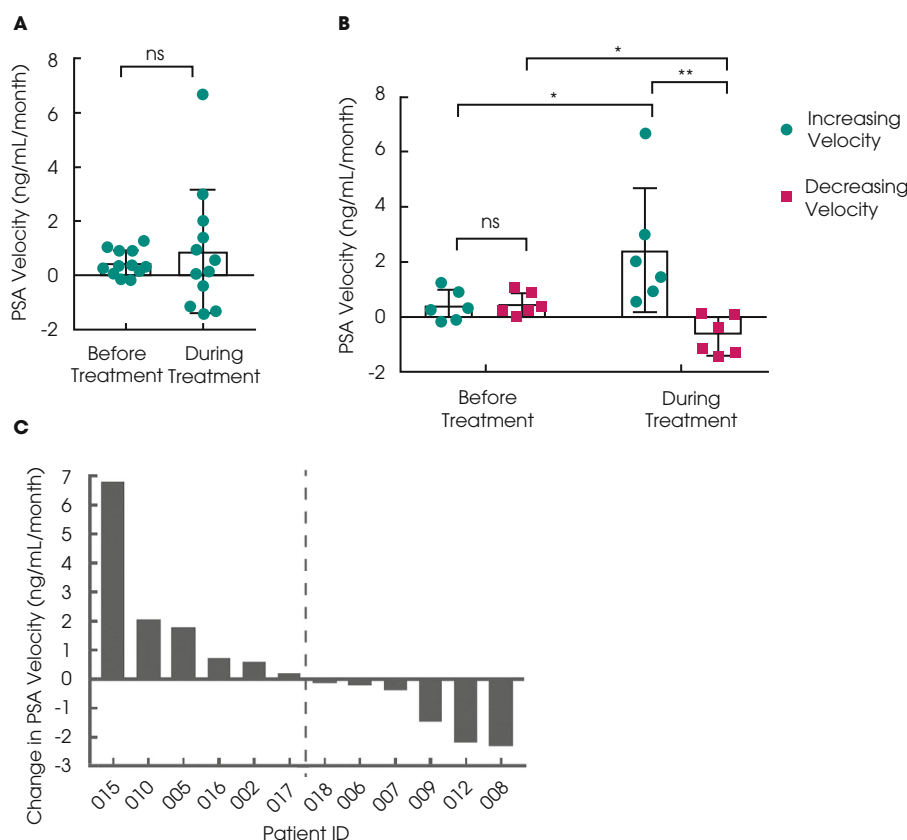 A
PSA Velocity (ng/mL/month)
8
6
4
2
0
-2
ns
Before
Treatment
During
Treatment
B
PSA Velocity (ng/mL/month)
8
6
4
2
0
-2
*
*
**
ns
Before
Treatment
During
Treatment
Increasing
Velocity
Decreasing
Velocity
C
Change in PSA Velocity (ng/mL/month)
7
6
5
4
3
2
1
0
-1
-2
-3
015 010 005 016 002 017 018 006 007 009 012 008
Patient ID